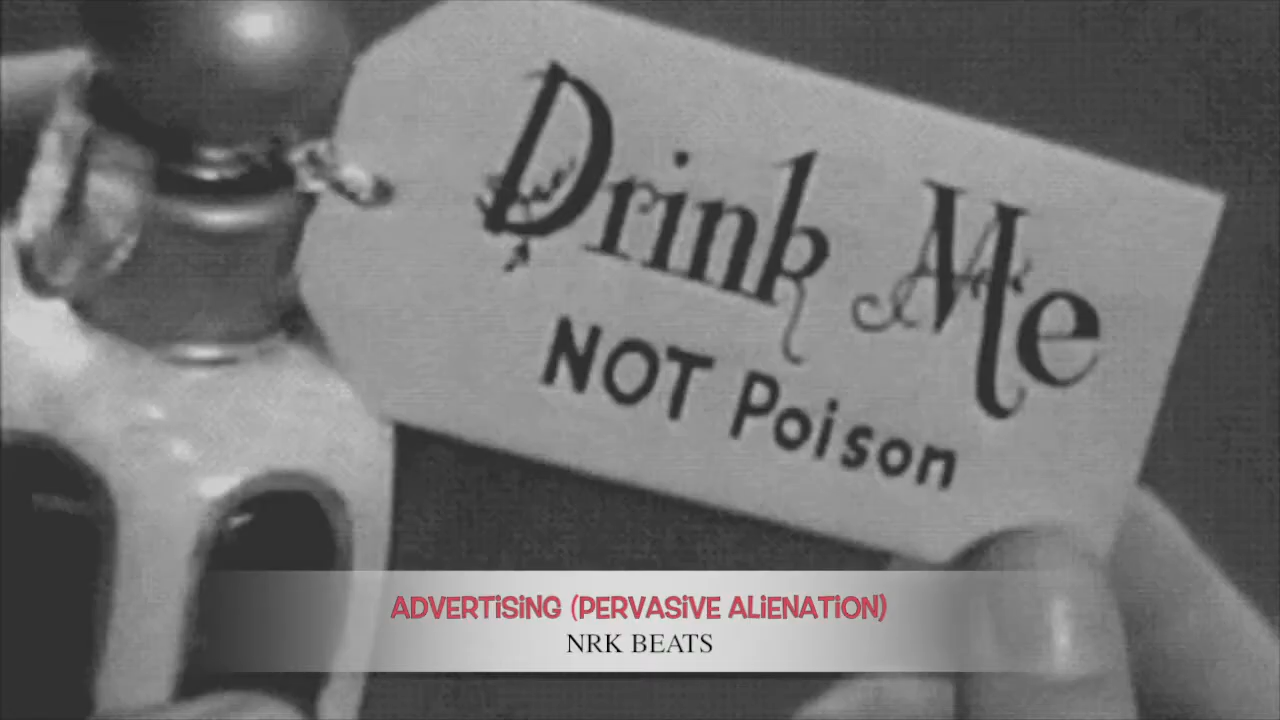 Drink Me
NOT Poison
ADVERTiSiNG (PERVASiVE ALiENATiON)
NRK BEATS